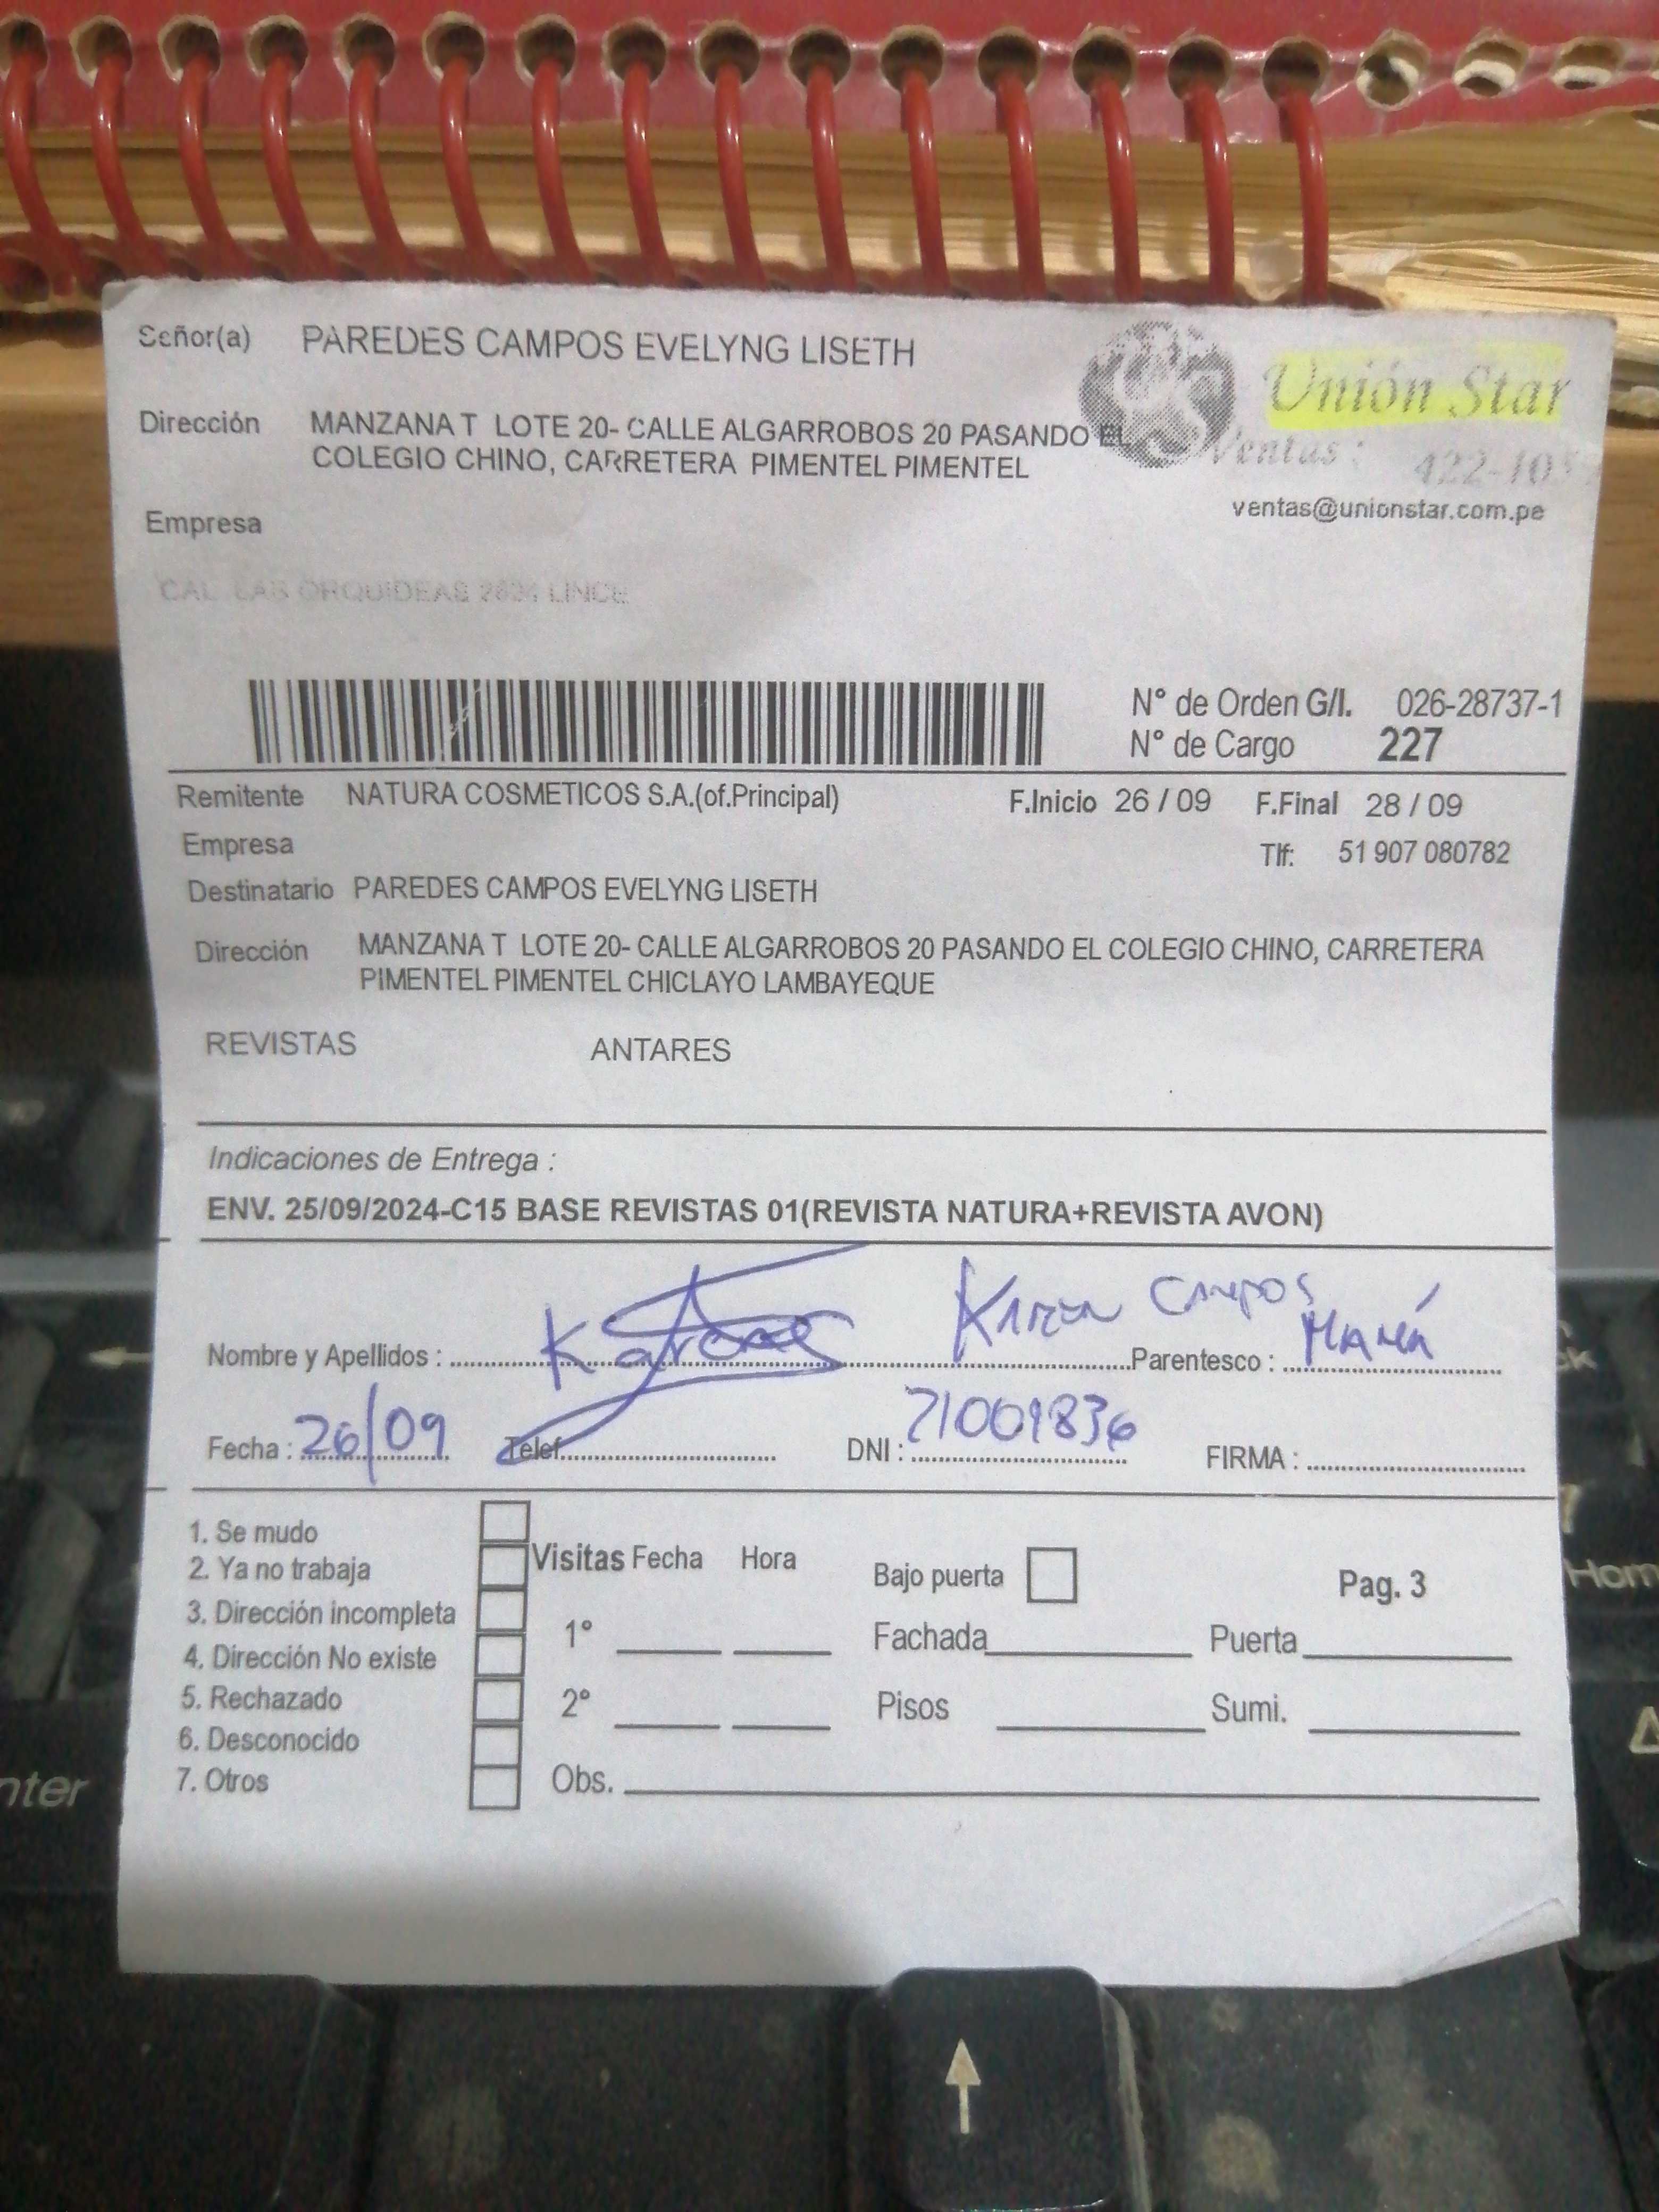 Señor(a) PAREDES CAMPOS EVELYNG LISETH
Unión Star
Dirección MANZANA T LOTE 20- CALLE ALGARROBOS 20 PASANDO EL
COLEGIO CHINO, CARRETERA PIMENTEL PIMENTEL
Ventas :
ventas@unionstar.com.pe
Empresa
CAL. LAS ORQUIDEAS LINCE
N° de Orden G/I. 026-28737-1
N° de Cargo 227
Remitente NATURA COSMETICOS S.A.(of.Principal) F.Inicio 26 / 09 F.Final 28 / 09
Empresa Tlf: 51 907 080782
Destinatario PAREDES CAMPOS EVELYNG LISETH
Dirección MANZANA T LOTE 20- CALLE ALGARROBOS 20 PASANDO EL COLEGIO CHINO, CARRETERA
PIMENTEL PIMENTEL CHICLAYO LAMBAYEQUE
REVISTAS ANTARES
Indicaciones de Entrega :
ENV. 25/09/2024-C15 BASE REVISTAS 01(REVISTA NATURA+REVISTA AVON)
Nombre y Apellidos : Karen Campos Parentesco : Mamá
Fecha : 26/09 Telef. DNI : 71009836 FIRMA :
1. Se mudo
2. Ya no trabaja
3. Dirección incompleta
4. Dirección No existe
5. Rechazado
6. Desconocido
7. Otros
Visitas Fecha Hora
1°
2°
Obs.
Bajo puerta Pag. 3
Fachada Puerta
Pisos Sumi.
Home
Enter